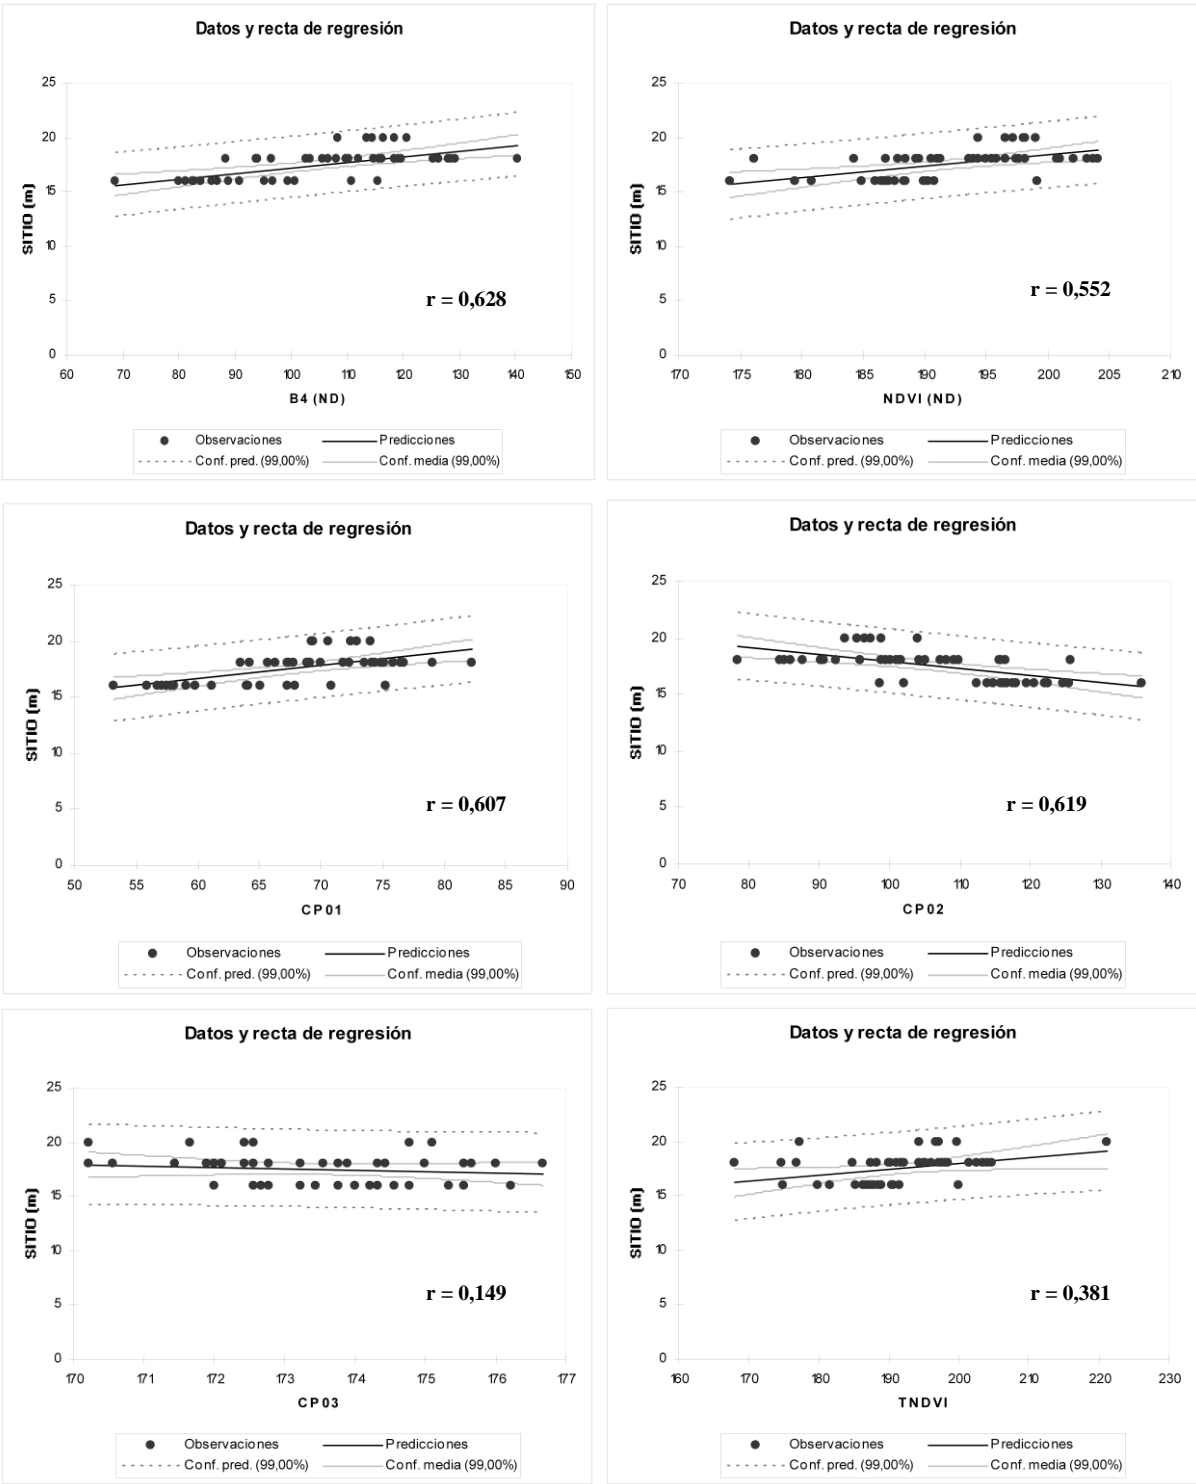 Datos y recta de regresión
25
20
15
10
5
0
SITIO (m)
r = 0,628
60 70 80 90 100 110 120 130 140 150
B4 (ND)
Observaciones Predicciones
Conf. pred. (99,00%) Conf. media (99,00%)
Datos y recta de regresión
25
20
15
10
5
0
SITIO (m)
r = 0,552
170 175 180 185 190 195 200 205 210
NDVI (ND)
Observaciones Predicciones
Conf. pred. (99,00%) Conf. media (99,00%)
Datos y recta de regresión
25
20
15
10
5
0
SITIO (m)
r = 0,607
50 55 60 65 70 75 80 85 90
CP01
Observaciones Predicciones
Conf. pred. (99,00%) Conf. media (99,00%)
Datos y recta de regresión
25
20
15
10
5
0
SITIO (m)
r = 0,619
70 80 90 100 110 120 130 140
CP02
Observaciones Predicciones
Conf. pred. (99,00%) Conf. media (99,00%)
Datos y recta de regresión
25
20
15
10
5
0
SITIO (m)
r = 0,149
170 171 172 173 174 175 176 177
CP03
Observaciones Predicciones
Conf. pred. (99,00%) Conf. media (99,00%)
Datos y recta de regresión
25
20
15
10
5
0
SITIO (m)
r = 0,381
160 170 180 190 200 210 220 230
TNDVI
Observaciones Predicciones
Conf. pred. (99,00%) Conf. media (99,00%)